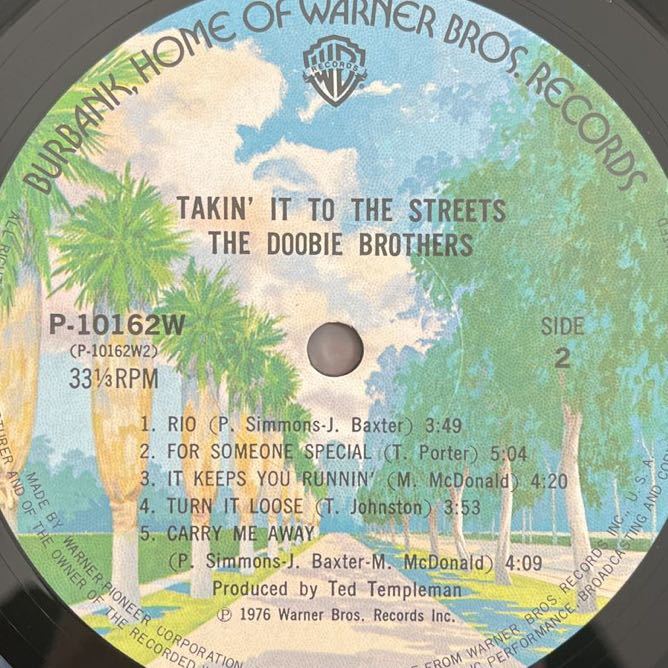 BURBANK, HOME OF WARNER BROS. RECORDS
RECORDS
TAKIN' IT TO THE STREETS
THE DOOBIE BROTHERS
P-10162W
(P-10162W2)
33⅓RPM
SIDE
2
1. RIO (P. Simmons-J. Baxter) 3:49
2. FOR SOMEONE SPECIAL (T. Porter) 5:04
3. IT KEEPS YOU RUNNIN' (M. McDonald) 4:20
4. TURN IT LOOSE (T. Johnston) 3:53
5. CARRY ME AWAY
(P. Simmons-J. Baxter-M. McDonald) 4:09
Produced by Ted Templeman
℗ 1976 Warner Bros. Records Inc.
MADE BY WARNER-PIONEER CORPORATION
FROM WARNER BROS. RECORDS INC., U.S.A.
ALL
AND OF THE OWNER OF THE RECORDED
PERFORMANCE, BROADCASTING AND